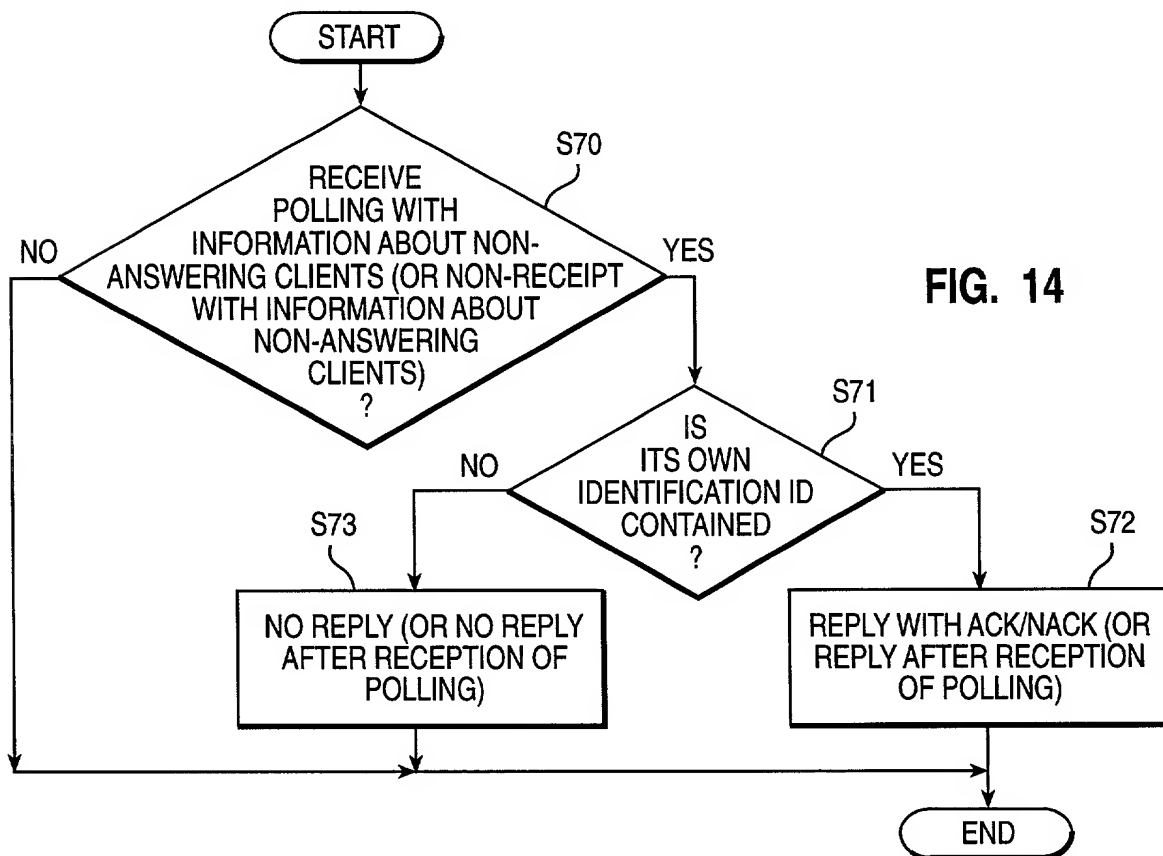 START
S70
RECEIVE
POLLING WITH
INFORMATION ABOUT NON-
ANSWERING CLIENTS (OR NON-RECEIPT
WITH INFORMATION ABOUT
NON-ANSWERING
CLIENTS)
?
NO
YES
FIG. 14
S71
IS
ITS OWN
IDENTIFICATION ID
CONTAINED
?
NO
YES
S73
NO REPLY (OR NO REPLY
AFTER RECEPTION OF
POLLING)
S72
REPLY WITH ACK/NACK (OR
REPLY AFTER RECEPTION
OF POLLING)
END